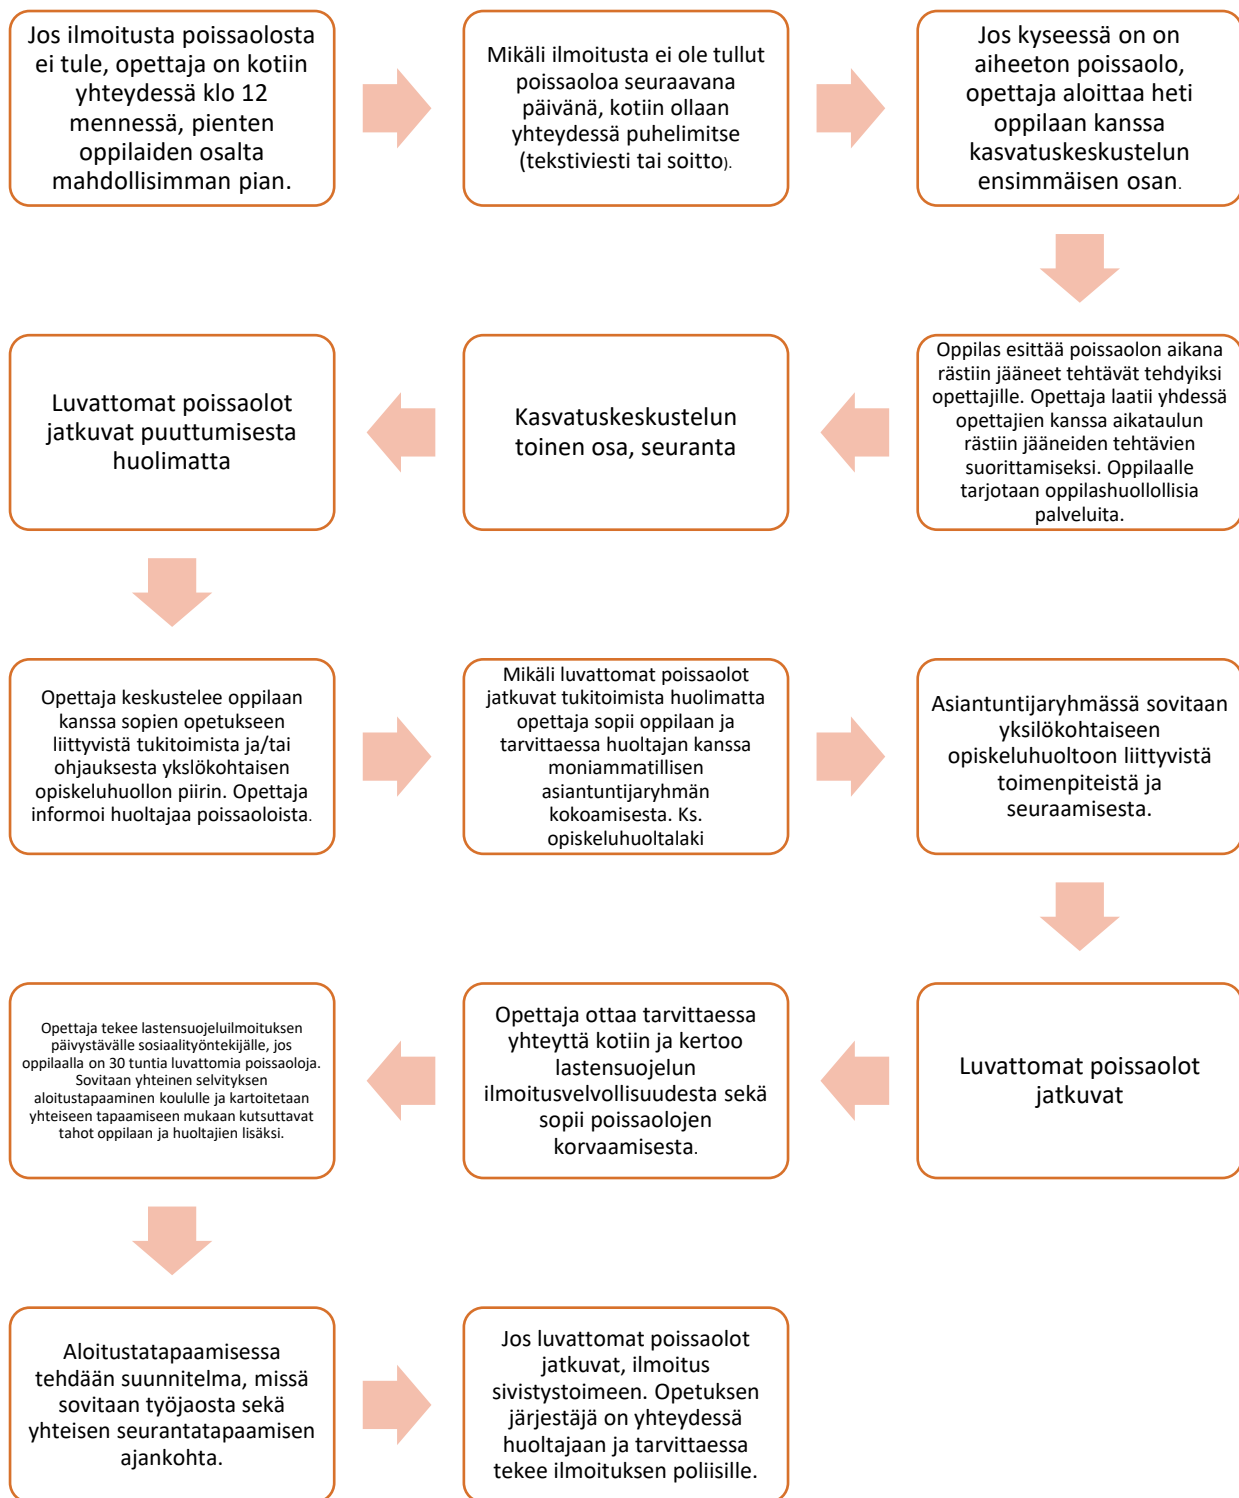 Jos ilmoitusta poissaolosta
ei tule, opettaja on kotiin
yhteydessä klo 12
mennessä, pienten
oppilaiden osalta
mahdollisimman pian.
Mikäli ilmoitusta ei ole tullut
poissaoloa seuraavana
päivänä, kotiin ollaan
yhteydessä puhelimitse
(tekstiviesti tai soitto).
Jos kyseessä on on
aiheeton poissaolo,
opettaja aloittaa heti
oppilaan kanssa
kasvatuskeskustelun
ensimmäisen osan.
Oppilas esittää poissaolon aikana
rästiin jääneet tehtävät tehdyiksi
opettajille. Opettaja laatii yhdessä
opettajien kanssa aikataulun
rästiin jääneiden tehtävien
suorittamiseksi. Oppilaalle
tarjotaan oppilashuollollisia
palveluita.
Kasvatuskeskustelun
toinen osa, seuranta
Luvattomat poissaolot
jatkuvat puuttumisesta
huolimatta
Opettaja keskustelee oppilaan
kanssa sopien opetukseen
liittyvistä tukitoimista ja/tai
ohjauksesta ykslökohtaisen
opiskeluhuollon piirin. Opettaja
informoi huoltajaa poissaoloista.
Mikäli luvattomat poissaolot
jatkuvat tukitoimista huolimatta
opettaja sopii oppilaan ja
tarvittaessa huoltajan kanssa
moniammatillisen
asiantuntijaryhmän
kokoamisesta. Ks.
opiskeluhuoltalaki
Asiantuntijaryhmässä sovitaan
yksilökohtaiseen
opiskeluhuoltoon liittyvistä
toimenpiteistä ja
seuraamisesta.
Luvattomat poissaolot
jatkuvat
Opettaja ottaa tarvittaessa
yhteyttä kotiin ja kertoo
lastensuojelun
ilmoitusvelvollisuudesta sekä
sopii poissaolojen
korvaamisesta.
Opettaja tekee lastensuojeluilmoituksen
päivystävälle sosiaalityöntekijälle, jos
oppilaalla on 30 tuntia luvattomia poissaoloja.
Sovitaan yhteinen selvityksen
aloitustapaaminen koululle ja kartoitetaan
yhteiseen tapaamiseen mukaan kutsuttavat
tahot oppilaan ja huoltajien lisäksi.
Aloitustatapaamisessa
tehdään suunnitelma, missä
sovitaan työjaosta sekä
yhteisen seurantatapaamisen
ajankohta.
Jos luvattomat poissaolot
jatkuvat, ilmoitus
sivistystoimeen. Opetuksen
järjestäjä on yhteydessä
huoltajaan ja tarvittaessa
tekee ilmoituksen poliisille.